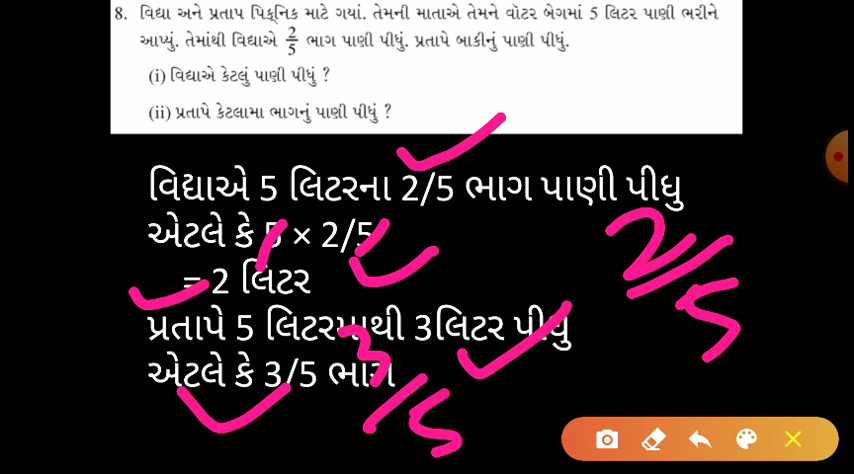 8. વિદ્યા અને પ્રતાપ પિક્નિક માટે ગયાં. તેમની માતાએ તેમને વૉટર બેગમાં 5 લિટર પાણી ભરીને
આપ્યું. તેમાંથી વિદ્યાએ 2/5 ભાગ પાણી પીધું. પ્રતાપે બાકીનું પાણી પીધું.
(i) વિદ્યાએ કેટલું પાણી પીધું ?
(ii) પ્રતાપે કેટલામા ભાગનું પાણી પીધું ?
વિદ્યાએ 5 લિટરના 2/5 ભાગ પાણી પીધુ
એટલે કે 5 × 2/5
= 2 લિટર
2/5
પ્રતાપે 5 લિટરમાથી 3લિટર પીધુ
એટલે કે 3/5 ભાગ
3/5